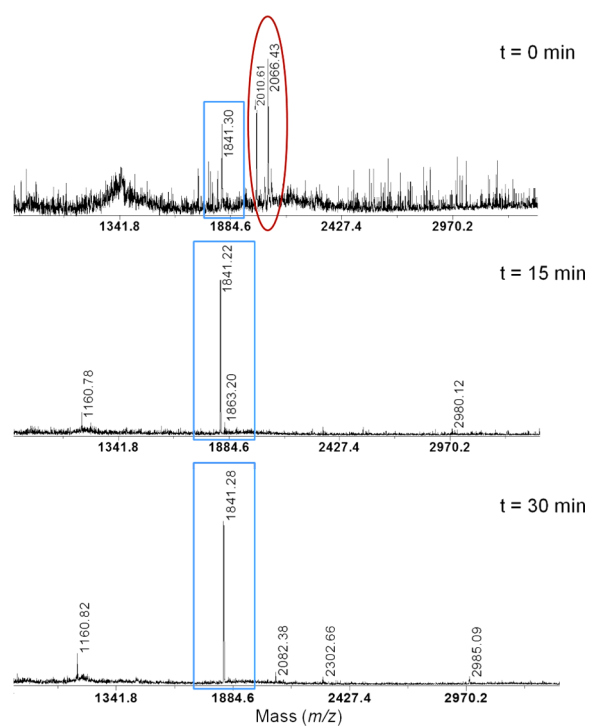 t = 0 min
1841.30
2010.61
2066.43
1341.8 1884.6 2427.4 2970.2
t = 15 min
1160.78
1841.22
1863.20
2980.12
1341.8 1884.6 2427.4 2970.2
t = 30 min
1160.82
1841.28
2082.38
2302.66
2985.09
1341.8 1884.6 2427.4 2970.2
Mass (m/z)